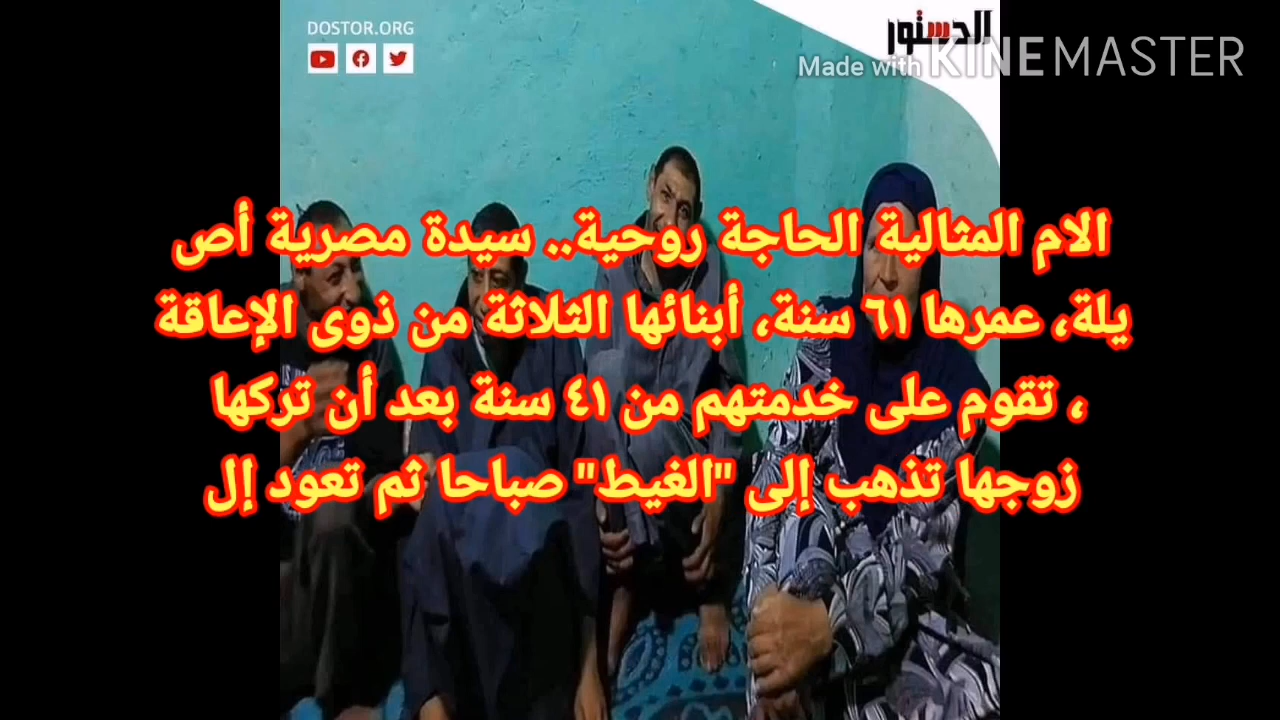 DOSTOR.ORG
الدستور
Made with KINEMASTER
الام المثالية الحاجة روحية.. سيدة مصرية أص
يلة، عمرها ٦١ سنة، أبنائها الثلاثة من ذوى الإعاقة
، تقوم على خدمتهم من ٤١ سنة بعد أن تركها
زوجها تذهب إلى "الغيط" صباحا ثم تعود إل